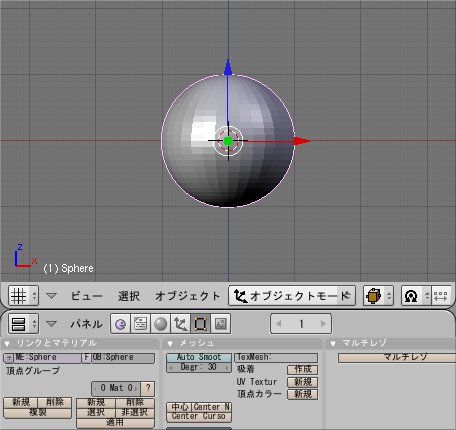 z
x
(1) Sphere
ビュー 選択 オブジェクト オブジェクトモー
パネル 1
リンクとマテリアル メッシュ マルチレゾ
ME:Sphere F OB:Sphere Auto Smoot TexMesh: マルチレゾ
頂点グループ Degr: 30 吸着 作成
0 Mat 0 ? UV Textur 新規
頂点カラー 新規
新規 削除 新規 削除 中心 Center N
複製 選択 非選択 Center Curso
適用